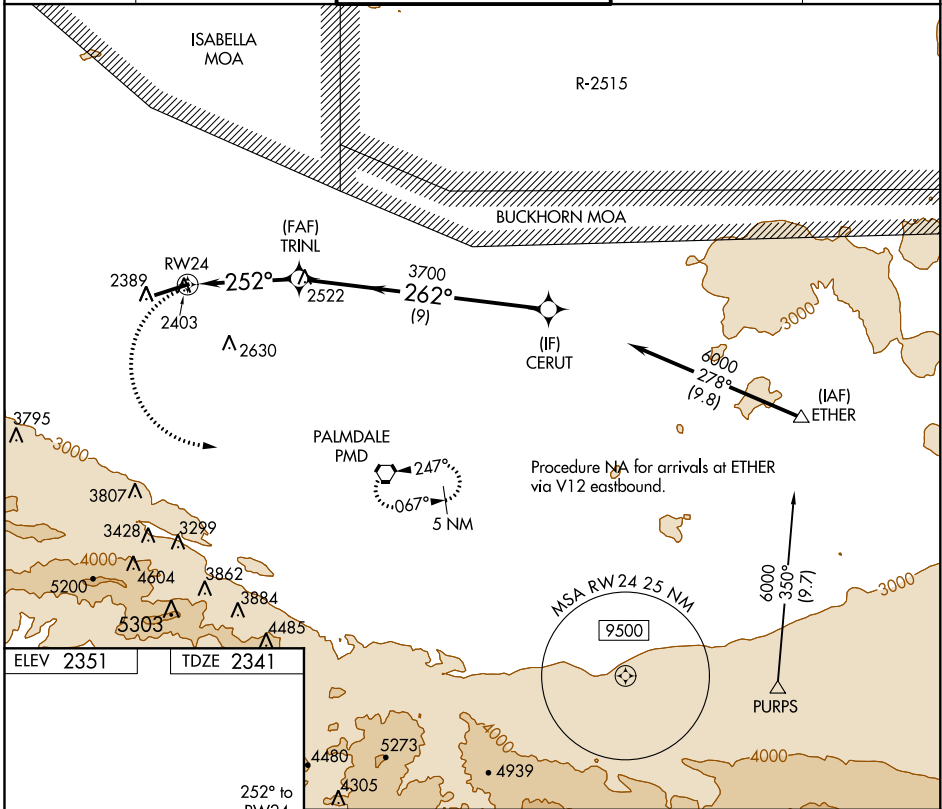 ISABELLA
MOA
R-2515
BUCKHORN MOA
(FAF)
TRINL
RW24
2389
252°
2522
3700
262°
(9)
2403
2630
(IF)
CERUT
3000
6000
278°
(9.8)
(IAF)
ETHER
3795
3000
PALMDALE
PMD
247°
067°
5 NM
Procedure NA for arrivals at ETHER
via V12 eastbound.
3807
3428
3299
4000
4604
5200
3862
3884
5303
4485
MSA RW24 25 NM
9500
6000
350°
(9.7)
3000
PURPS
ELEV 2351
TDZE 2341
4480
5273
4000
4939
4305
4000
252° to